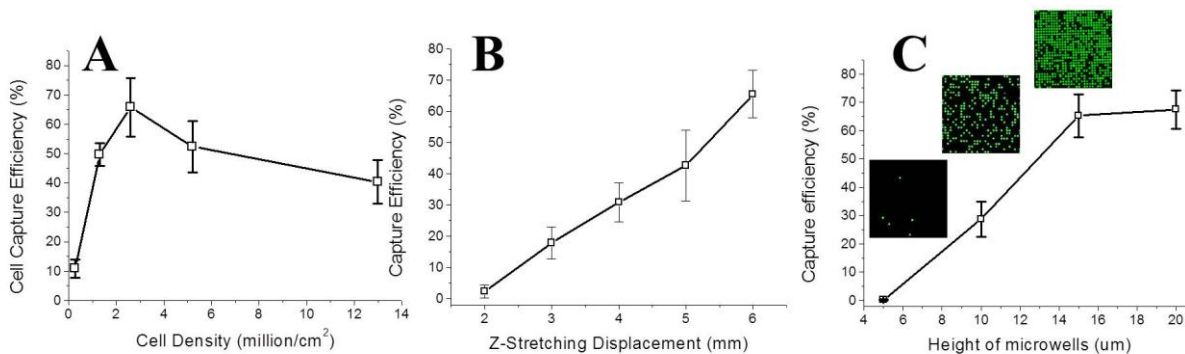 A
Cell Capture Efficiency (%)
80
70
60
50
40
30
20
10
0
0 2 4 6 8 10 12 14
Cell Density (million/cm²)
B
Capture Efficiency (%)
80
70
60
50
40
30
20
10
0
2 3 4 5 6
Z-Stretching Displacement (mm)
C
Capture efficiency (%)
80
70
60
50
40
30
20
10
0
4 6 8 10 12 14 16 18 20
Height of microwells (um)